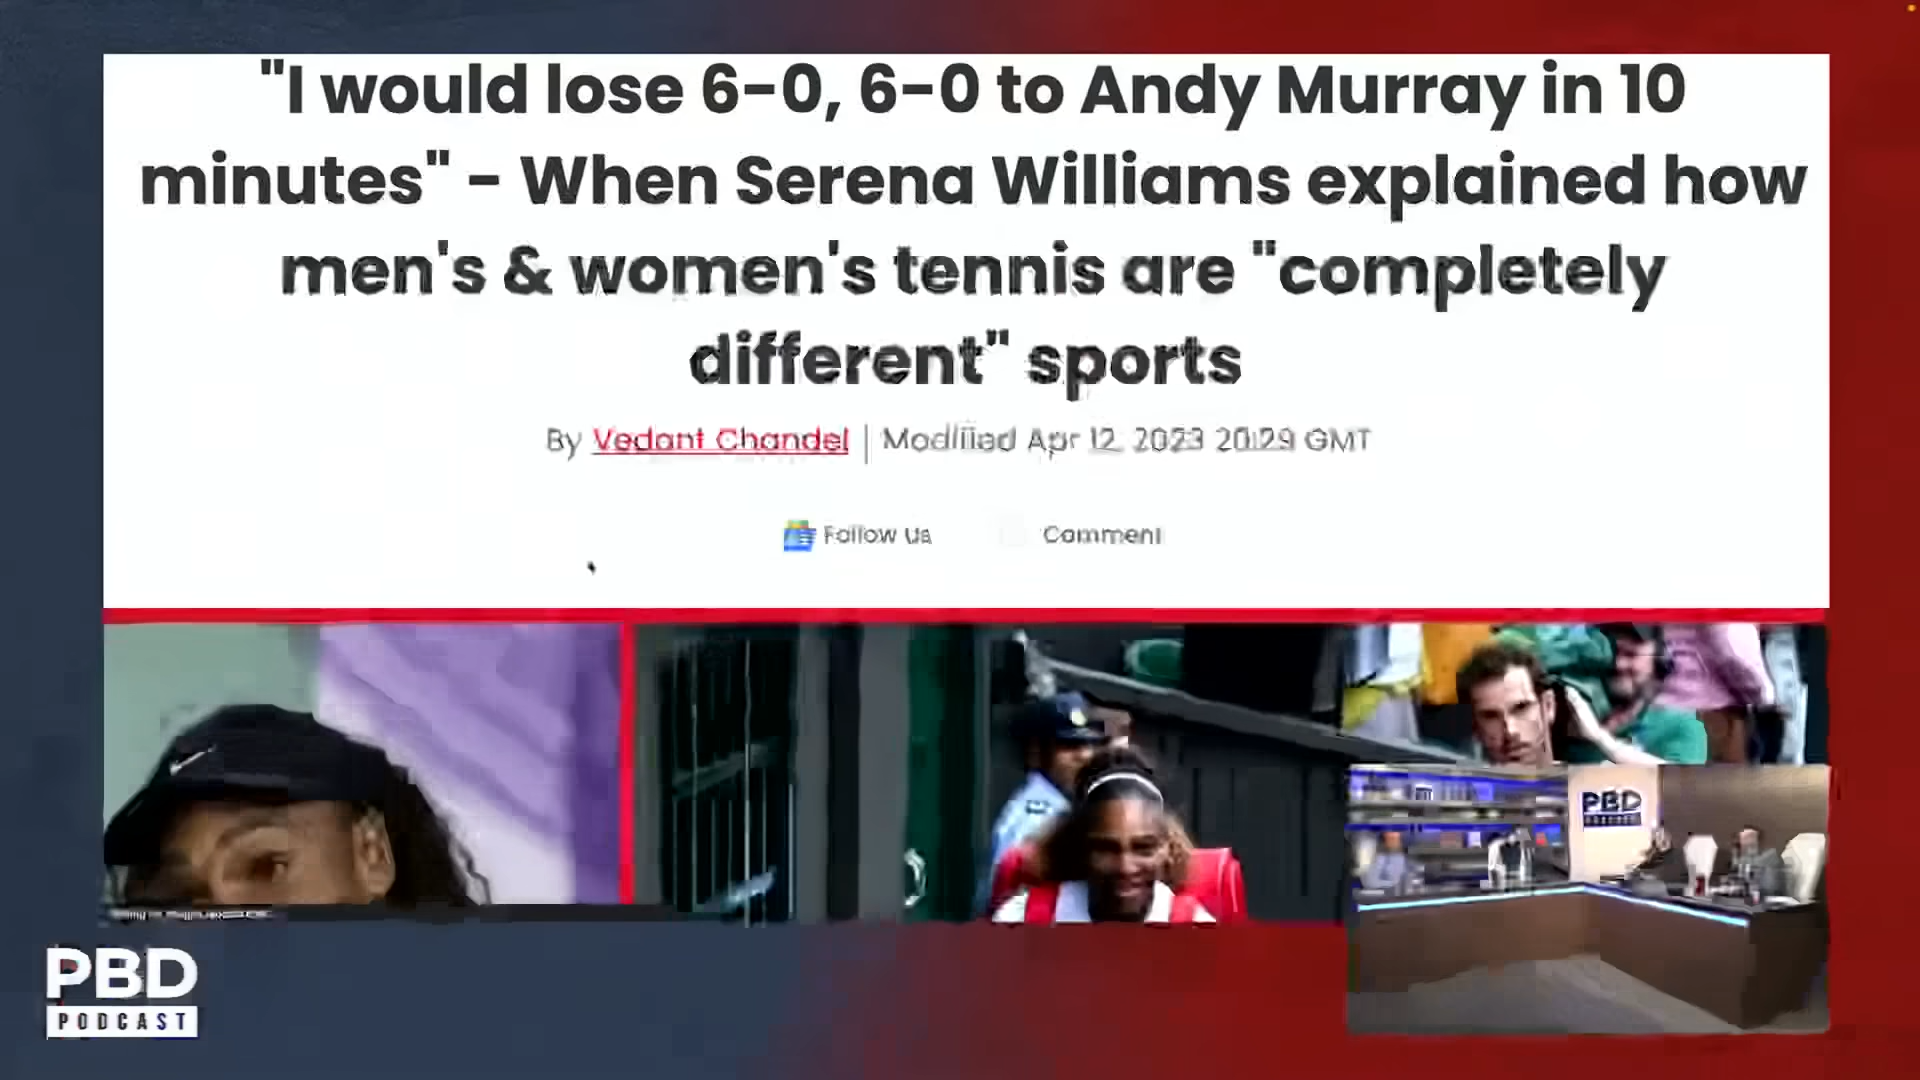 "I would lose 6-0, 6-0 to Andy Murray in 10
minutes" - When Serena Williams explained how
men's & women's tennis are "completely
different" sports
By Vedant Chandel | Modified Apr 12, 2023 20:29 GMT
Follow Us
Comment
PBD
PBD
PODCAST